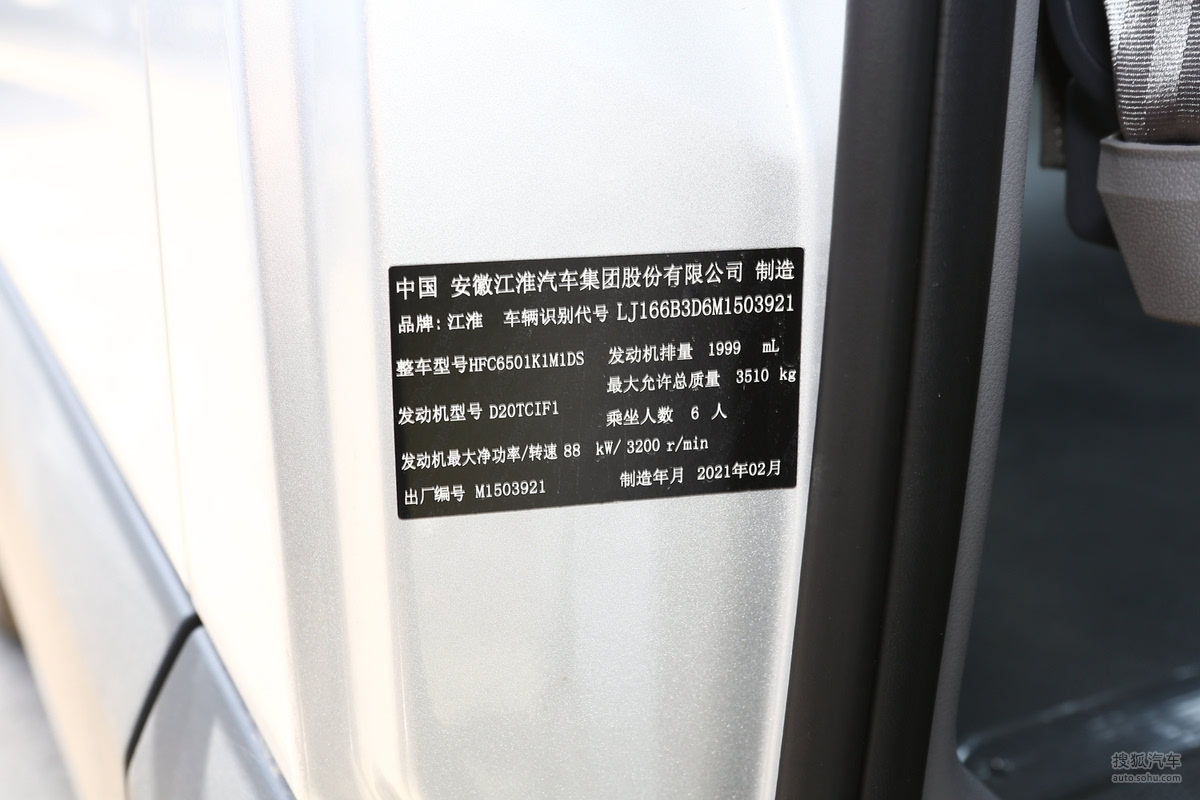 中国 安徽江淮汽车集团股份有限公司 制造
品牌: 江淮 车辆识别代号 LJ166B3D6M1503921
整车型号HFC6501K1M1DS 发动机排量 1999 mL
最大允许总质量 3510 kg
发动机型号 D20TCIF1 乘坐人数 6 人
发动机最大净功率/转速 88 kW/ 3200 r/min
出厂编号 M1503921 制造年月 2021年02月
搜狐汽车
auto.sohu.com